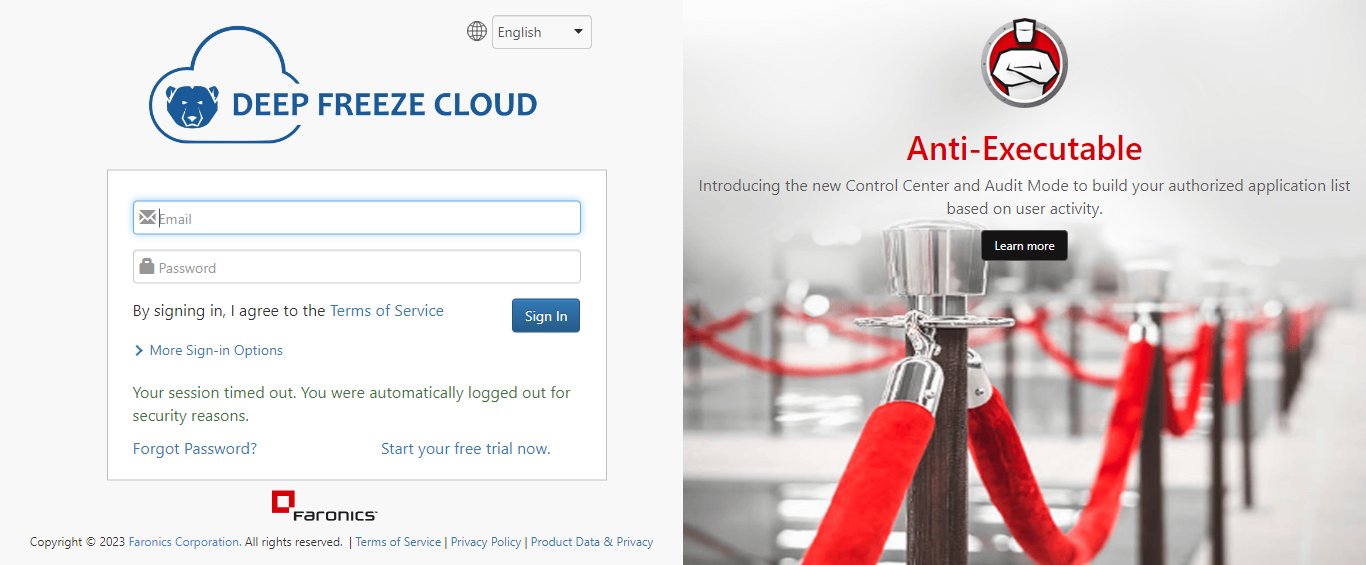 English
DEEP FREEZE CLOUD
Email
Password
By signing in, I agree to the Terms of Service
Sign In
More Sign-in Options
Your session timed out. You were automatically logged out for
security reasons.
Forgot Password?
Start your free trial now.
FARONICS
Copyright © 2023 Faronics Corporation. All rights reserved. | Terms of Service | Privacy Policy | Product Data & Privacy
Anti-Executable
Introducing the new Control Center and Audit Mode to build your authorized application list
based on user activity.
Learn more